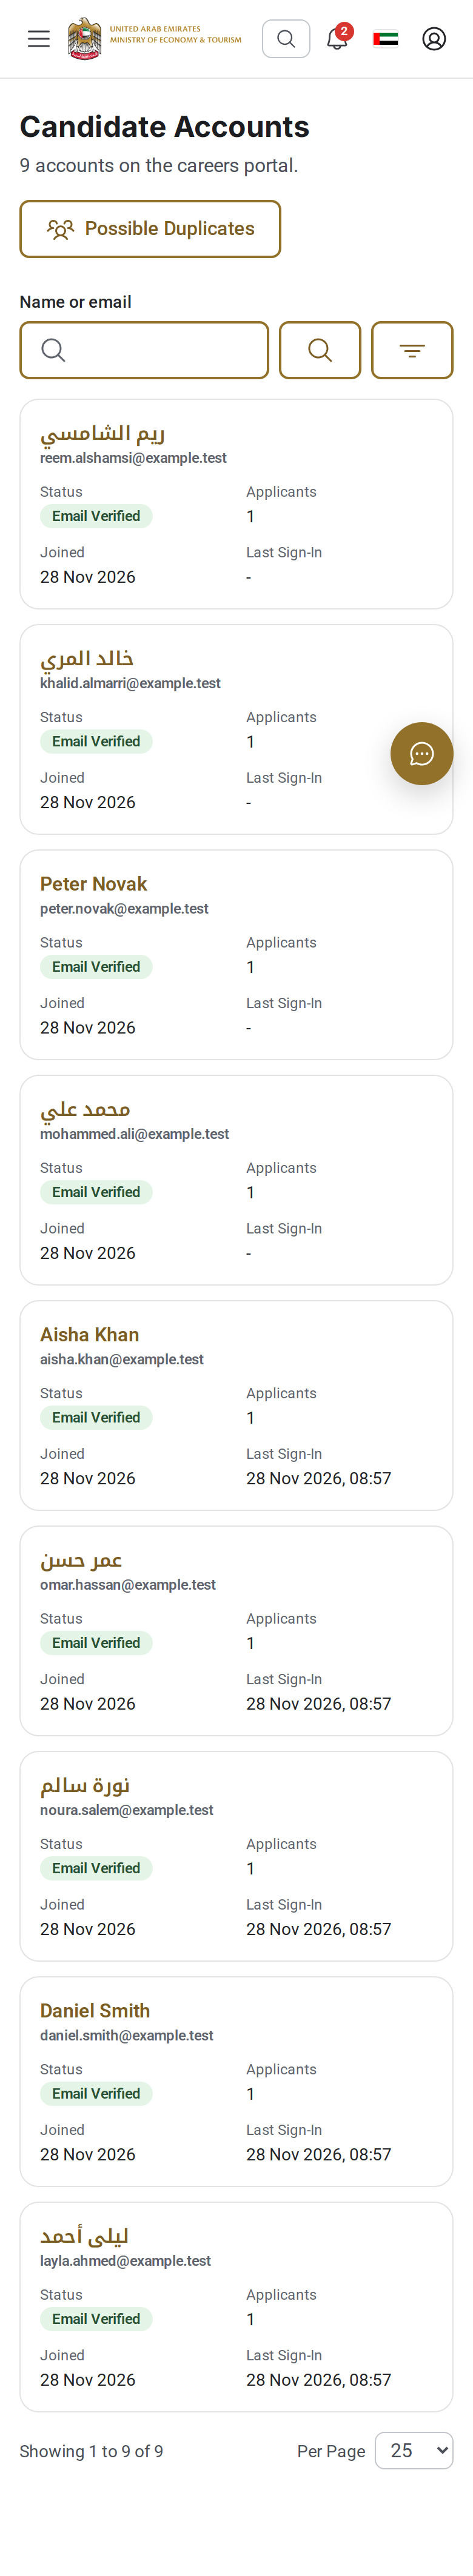 UNITED ARAB EMIRATES
MINISTRY OF ECONOMY & TOURISM
2
Candidate Accounts
9 accounts on the careers portal.
Possible Duplicates
Name or email
ريم الشامسي
reem.alshamsi@example.test
Status Applicants
Email Verified 1
Joined Last Sign-In
28 Nov 2026 -
خالد المري
khalid.almarri@example.test
Status Applicants
Email Verified 1
Joined Last Sign-In
28 Nov 2026 -
Peter Novak
peter.novak@example.test
Status Applicants
Email Verified 1
Joined Last Sign-In
28 Nov 2026 -
محمد علي
mohammed.ali@example.test
Status Applicants
Email Verified 1
Joined Last Sign-In
28 Nov 2026 -
Aisha Khan
aisha.khan@example.test
Status Applicants
Email Verified 1
Joined Last Sign-In
28 Nov 2026 28 Nov 2026, 08:57
عمر حسن
omar.hassan@example.test
Status Applicants
Email Verified 1
Joined Last Sign-In
28 Nov 2026 28 Nov 2026, 08:57
نورة سالم
noura.salem@example.test
Status Applicants
Email Verified 1
Joined Last Sign-In
28 Nov 2026 28 Nov 2026, 08:57
Daniel Smith
daniel.smith@example.test
Status Applicants
Email Verified 1
Joined Last Sign-In
28 Nov 2026 28 Nov 2026, 08:57
ليلى أحمد
layla.ahmed@example.test
Status Applicants
Email Verified 1
Joined Last Sign-In
28 Nov 2026 28 Nov 2026, 08:57
Showing 1 to 9 of 9 Per Page 25